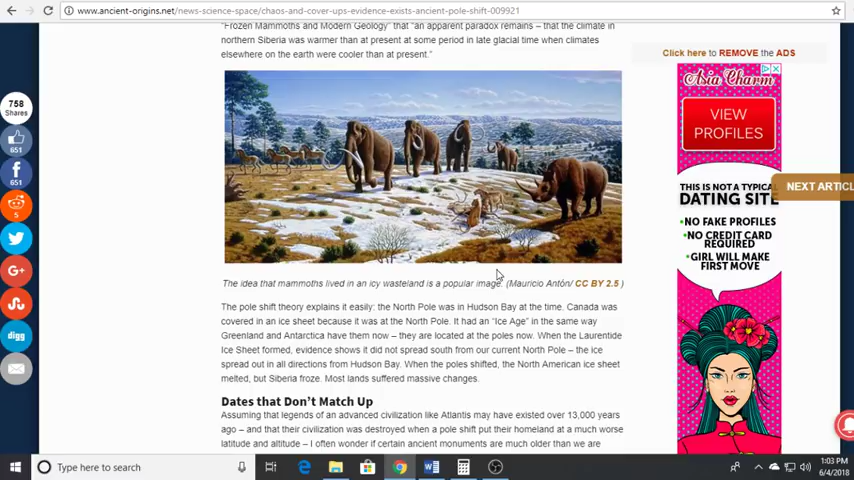 www.ancient-origins.net/news-science-space/chaos-and-cover-ups-evidence-exists-ancient-pole-shift-009921
"Frozen Mammoths and Modern Geology" that "an apparent paradox remains – that the climate in
northern Siberia was warmer than at present at some period in late glacial time when climates
elsewhere on the earth were cooler than at present."
Click here to REMOVE the ADS
758
Shares
651
651
5
digg
Asia Charm
VIEW
PROFILES
THIS IS NOT A TYPICAL
DATING SITE
•NO FAKE PROFILES
•NO CREDIT CARD
REQUIRED
•GIRL WILL MAKE
FIRST MOVE
NEXT ARTICL
The idea that mammoths lived in an icy wasteland is a popular image. (Mauricio Antón/ CC BY 2.5 )
The pole shift theory explains it easily: the North Pole was in Hudson Bay at the time. Canada was
covered in an ice sheet because it was at the North Pole. It had an "Ice Age" in the same way
Greenland and Antarctica have them now – they are located at the poles now. When the Laurentide
Ice Sheet formed, evidence shows it did not spread south from our current North Pole – the ice
spread out in all directions from Hudson Bay. When the poles shifted, the North American ice sheet
melted, but Siberia froze. Most lands suffered massive changes.
Dates that Don't Match Up
Assuming that legends of an advanced civilization like Atlantis may have existed over 13,000 years
ago – and that their civilization was destroyed when a pole shift put their homeland at a much worse
latitude and altitude – I often wonder if certain ancient monuments are much older than we are
Type here to search
1:03 PM
6/4/2018